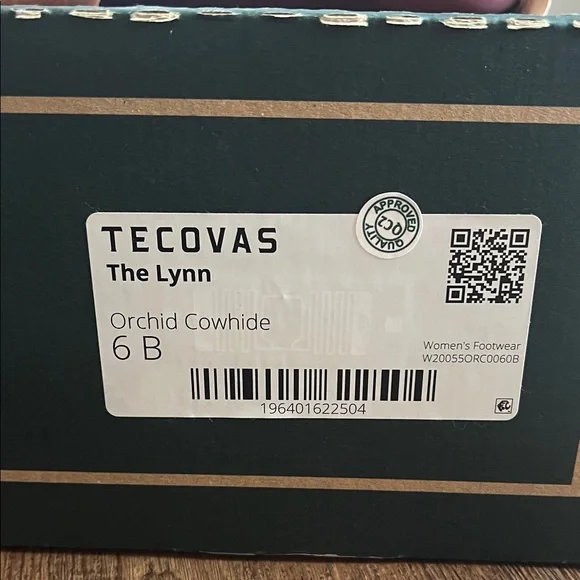 TECOVAS
The Lynn
Orchid Cowhide
6 B
APPROVED
QC2
QUALITY
Women's Footwear
W20055ORC0060B
196401622504